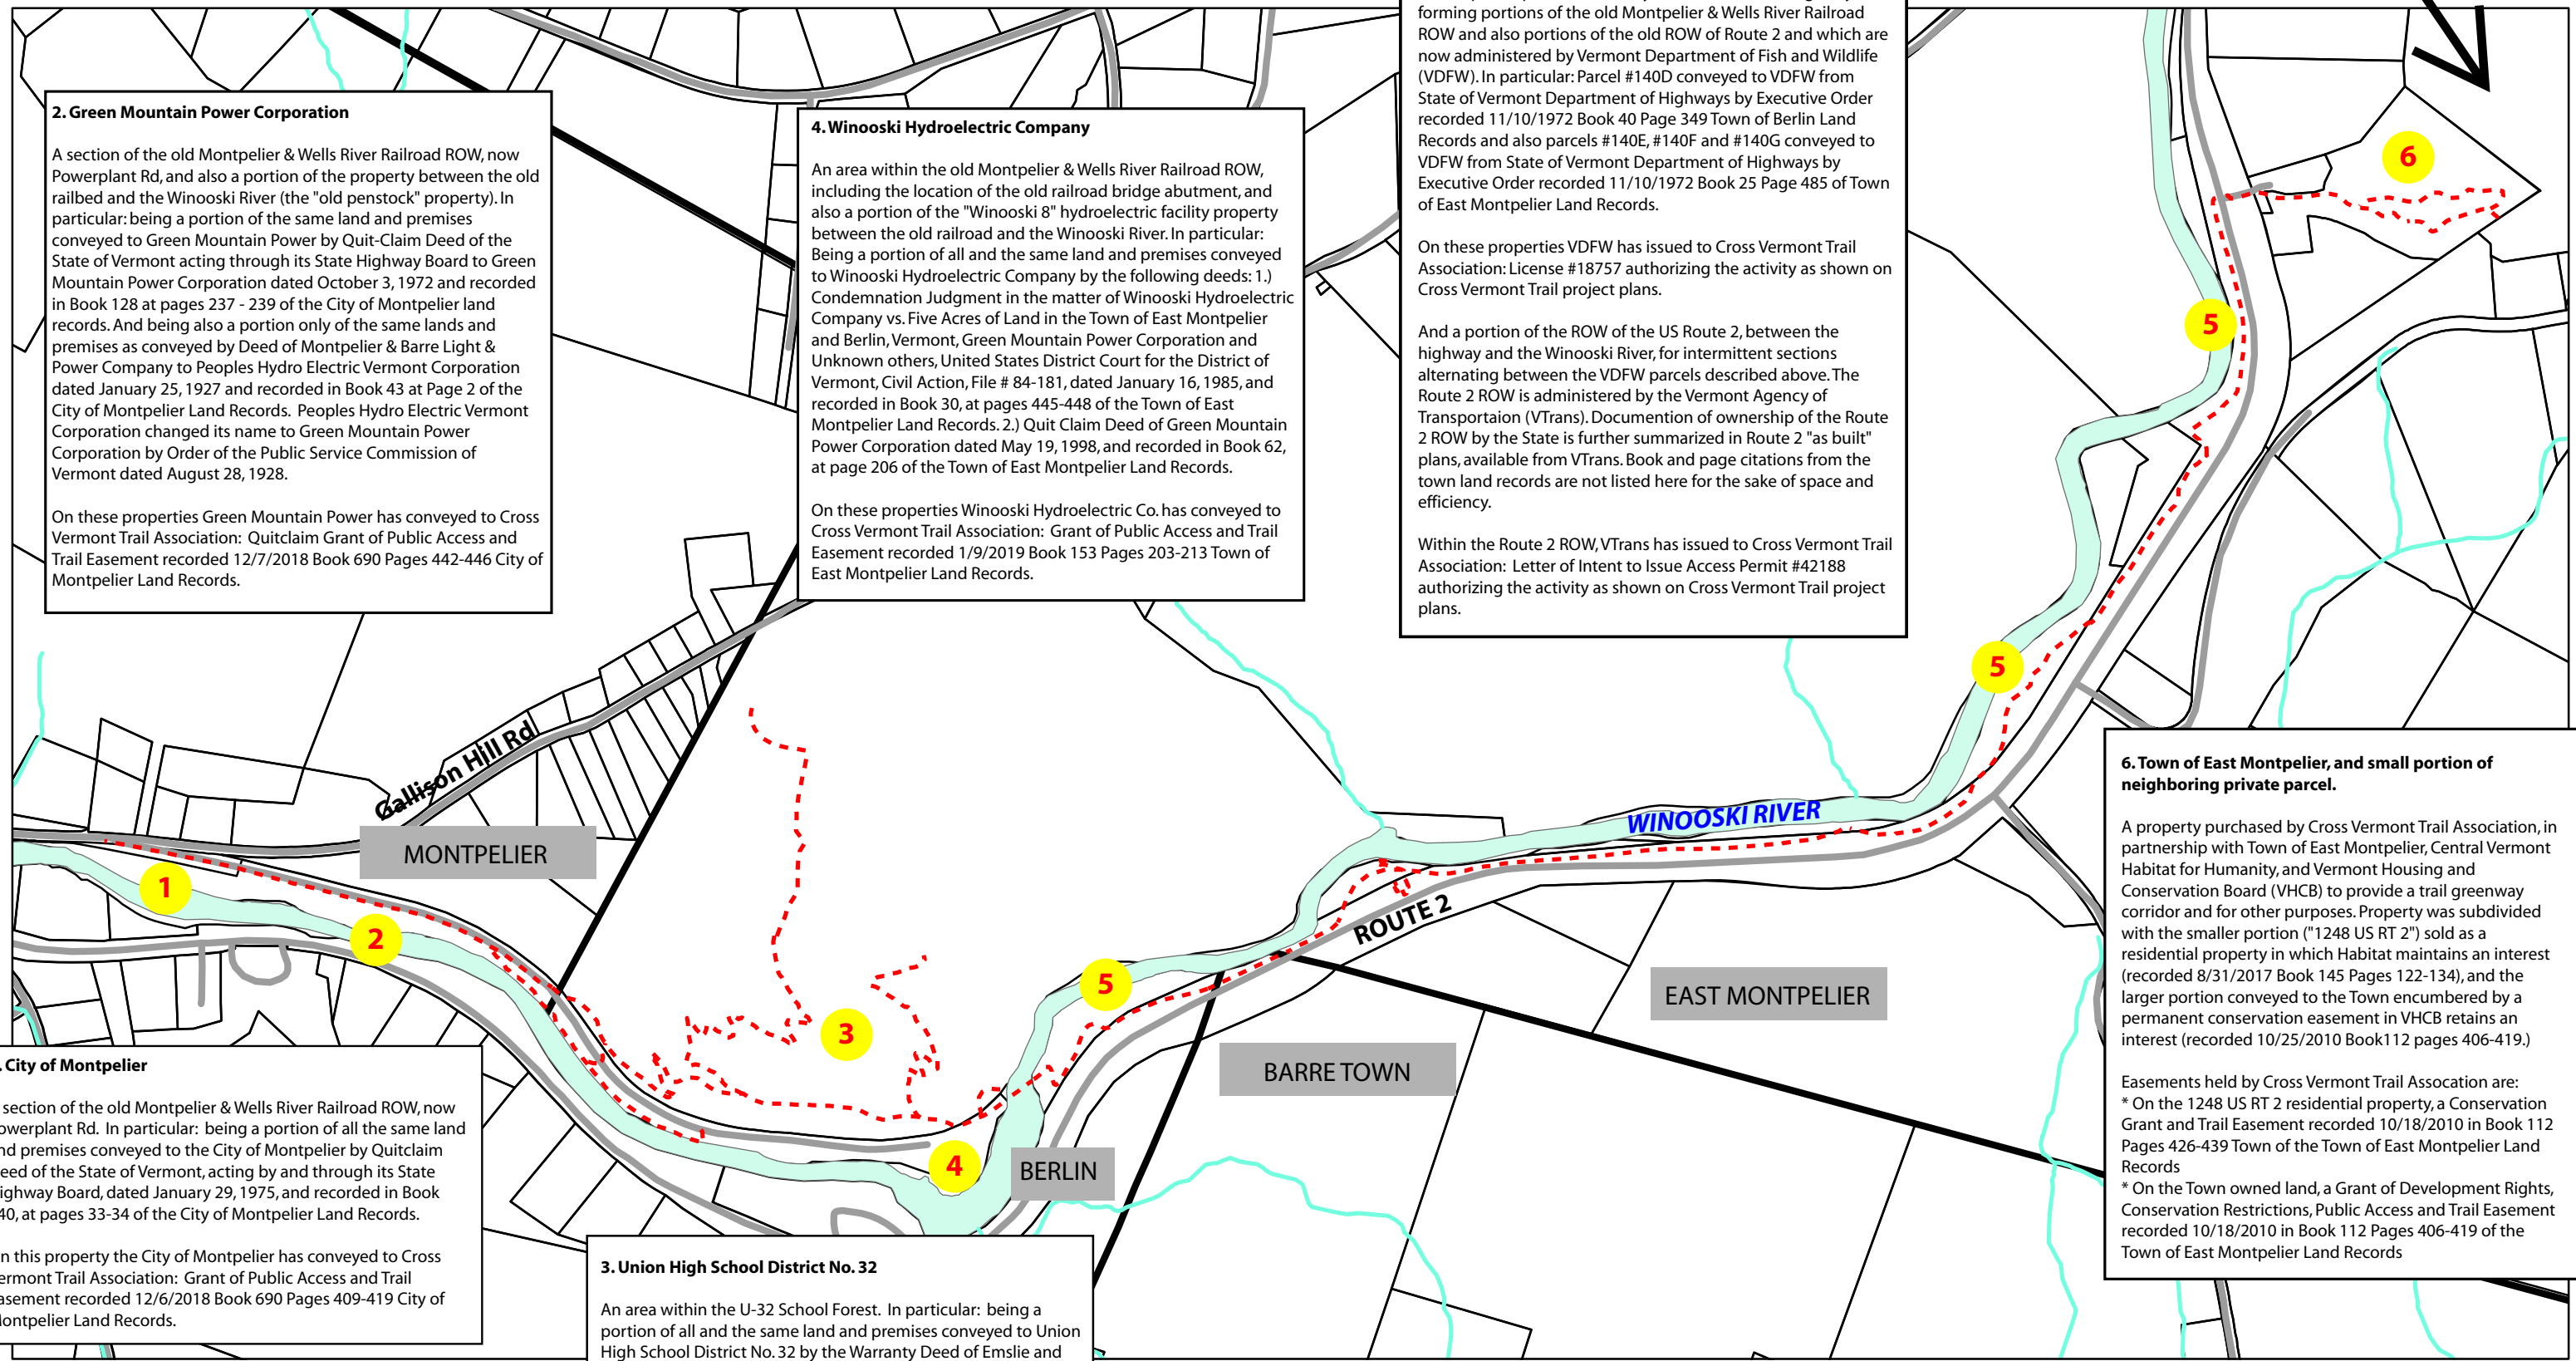 2. Green Mountain Power Corporation
A section of the old Montpelier & Wells River Railroad ROW, now
Powerplant Rd, and also a portion of the property between the old
railbed and the Winooski River (the "old penstock" property). In
particular: being a portion of the same land and premises
conveyed to Green Mountain Power by Quit-Claim Deed of the
State of Vermont acting through its State Highway Board to Green
Mountain Power Corporation dated October 3, 1972 and recorded
in Book 128 at pages 237 - 239 of the City of Montpelier land
records. And being also a portion only of the same lands and
premises as conveyed by Deed of Montpelier & Barre Light &
Power Company to Peoples Hydro Electric Vermont Corporation
dated January 25, 1927 and recorded in Book 43 at Page 2 of the
City of Montpelier Land Records. Peoples Hydro Electric Vermont
Corporation changed its name to Green Mountain Power
Corporation by Order of the Public Service Commission of
Vermont dated August 28, 1928.
On these properties Green Mountain Power has conveyed to Cross
Vermont Trail Association: Quitclaim Grant of Public Access and
Trail Easement recorded 12/7/2018 Book 690 Pages 442-446 City of
Montpelier Land Records.
4. Winooski Hydroelectric Company
An area within the old Montpelier & Wells River Railroad ROW,
including the location of the old railroad bridge abutment, and
also a portion of the "Winooski 8" hydroelectric facility property
between the old railroad and the Winooski River. In particular:
Being a portion of all and the same land and premises conveyed
to Winooski Hydroelectric Company by the following deeds: 1.)
Condemnation Judgment in the matter of Winooski Hydroelectric
Company vs. Five Acres of Land in the Town of East Montpelier
and Berlin, Vermont, Green Mountain Power Corporation and
Unknown others, United States District Court for the District of
Vermont, Civil Action, File # 84-181, dated January 16, 1985, and
recorded in Book 30, at pages 445-448 of the Town of East
Montpelier Land Records. 2.) Quit Claim Deed of Green Mountain
Power Corporation dated May 19, 1998, and recorded in Book 62,
at page 206 of the Town of East Montpelier Land Records.
On these properties Winooski Hydroelectric Co. has conveyed to
Cross Vermont Trail Association: Grant of Public Access and Trail
Easement recorded 1/9/2019 Book 153 Pages 203-213 Town of
East Montpelier Land Records.
forming portions of the old Montpelier & Wells River Railroad
ROW and also portions of the old ROW of Route 2 and which are
now administered by Vermont Department of Fish and Wildlife
(VDFW). In particular: Parcel #140D conveyed to VDFW from
State of Vermont Department of Highways by Executive Order
recorded 11/10/1972 Book 40 Page 349 Town of Berlin Land
Records and also parcels #140E, #140F and #140G conveyed to
VDFW from State of Vermont Department of Highways by
Executive Order recorded 11/10/1972 Book 25 Page 485 of Town
of East Montpelier Land Records.
On these properties VDFW has issued to Cross Vermont Trail
Association: License #18757 authorizing the activity as shown on
Cross Vermont Trail project plans.
And a portion of the ROW of the US Route 2, between the
highway and the Winooski River, for intermittent sections
alternating between the VDFW parcels described above. The
Route 2 ROW is administered by the Vermont Agency of
Transportaion (VTrans). Documention of ownership of the Route
2 ROW by the State is further summarized in Route 2 "as built"
plans, available from VTrans. Book and page citations from the
town land records are not listed here for the sake of space and
efficiency.
Within the Route 2 ROW, VTrans has issued to Cross Vermont Trail
Association: Letter of Intent to Issue Access Permit #42188
authorizing the activity as shown on Cross Vermont Trail project
plans.
6
5
5
Gallison Hill Rd
MONTPELIER
1
2
3
4
5
WINOOSKI RIVER
ROUTE 2
EAST MONTPELIER
BARRE TOWN
BERLIN
6. Town of East Montpelier, and small portion of
neighboring private parcel.
A property purchased by Cross Vermont Trail Association, in
partnership with Town of East Montpelier, Central Vermont
Habitat for Humanity, and Vermont Housing and
Conservation Board (VHCB) to provide a trail greenway
corridor and for other purposes. Property was subdivided
with the smaller portion ("1248 US RT 2") sold as a
residential property in which Habitat maintains an interest
(recorded 8/31/2017 Book 145 Pages 122-134), and the
larger portion conveyed to the Town encumbered by a
permanent conservation easement in VHCB retains an
interest (recorded 10/25/2010 Book112 pages 406-419.)
Easements held by Cross Vermont Trail Assocation are:
* On the 1248 US RT 2 residential property, a Conservation
Grant and Trail Easement recorded 10/18/2010 in Book 112
Pages 426-439 Town of the Town of East Montpelier Land
Records
* On the Town owned land, a Grant of Development Rights,
Conservation Restrictions, Public Access and Trail Easement
recorded 10/18/2010 in Book 112 Pages 406-419 of the
Town of East Montpelier Land Records
. City of Montpelier
section of the old Montpelier & Wells River Railroad ROW, now
owerplant Rd. In particular: being a portion of all the same land
nd premises conveyed to the City of Montpelier by Quitclaim
eed of the State of Vermont, acting by and through its State
ighway Board, dated January 29, 1975, and recorded in Book
40, at pages 33-34 of the City of Montpelier Land Records.
n this property the City of Montpelier has conveyed to Cross
ermont Trail Association: Grant of Public Access and Trail
asement recorded 12/6/2018 Book 690 Pages 409-419 City of
ontpelier Land Records.
3. Union High School District No. 32
An area within the U-32 School Forest. In particular: being a
portion of all and the same land and premises conveyed to Union
High School District No. 32 by the Warranty Deed of Emslie and